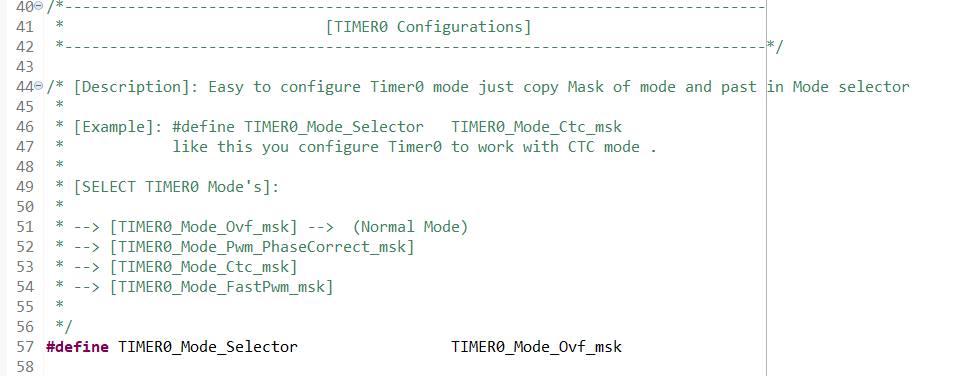 40 /*------------------------------------------------------------------------------
41  *                             [TIMER0 Configurations]
42  *------------------------------------------------------------------------------*/
43
44 /* [Description]: Easy to configure Timer0 mode just copy Mask of mode and past in Mode selector
45  *
46  * [Example]: #define TIMER0_Mode_Selector   TIMER0_Mode_Ctc_msk
47  *            like this you configure Timer0 to work with CTC mode .
48  *
49  * [SELECT TIMER0 Mode's]:
50  *
51  * --> [TIMER0_Mode_Ovf_msk] -->  (Normal Mode)
52  * --> [TIMER0_Mode_Pwm_PhaseCorrect_msk]
53  * --> [TIMER0_Mode_Ctc_msk]
54  * --> [TIMER0_Mode_FastPwm_msk]
55  *
56  */
57 #define TIMER0_Mode_Selector                 TIMER0_Mode_Ovf_msk
58